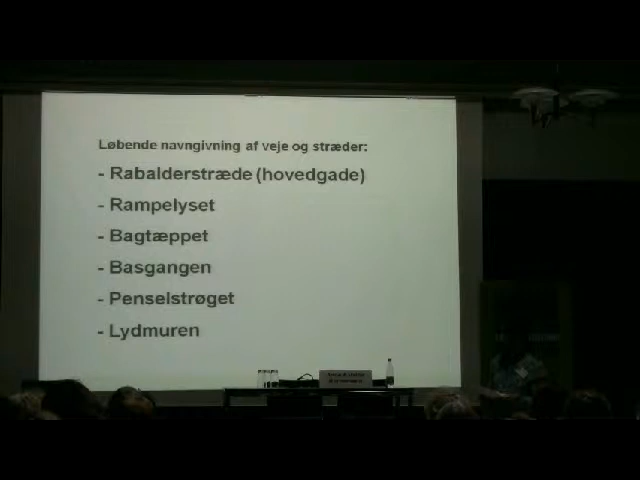 Løbende navngivning af veje og stræder:
- Rabalderstræde (hovedgade)
- Rampelyset
- Bagtæppet
- Basgangen
- Penselstrøget
- Lydmuren